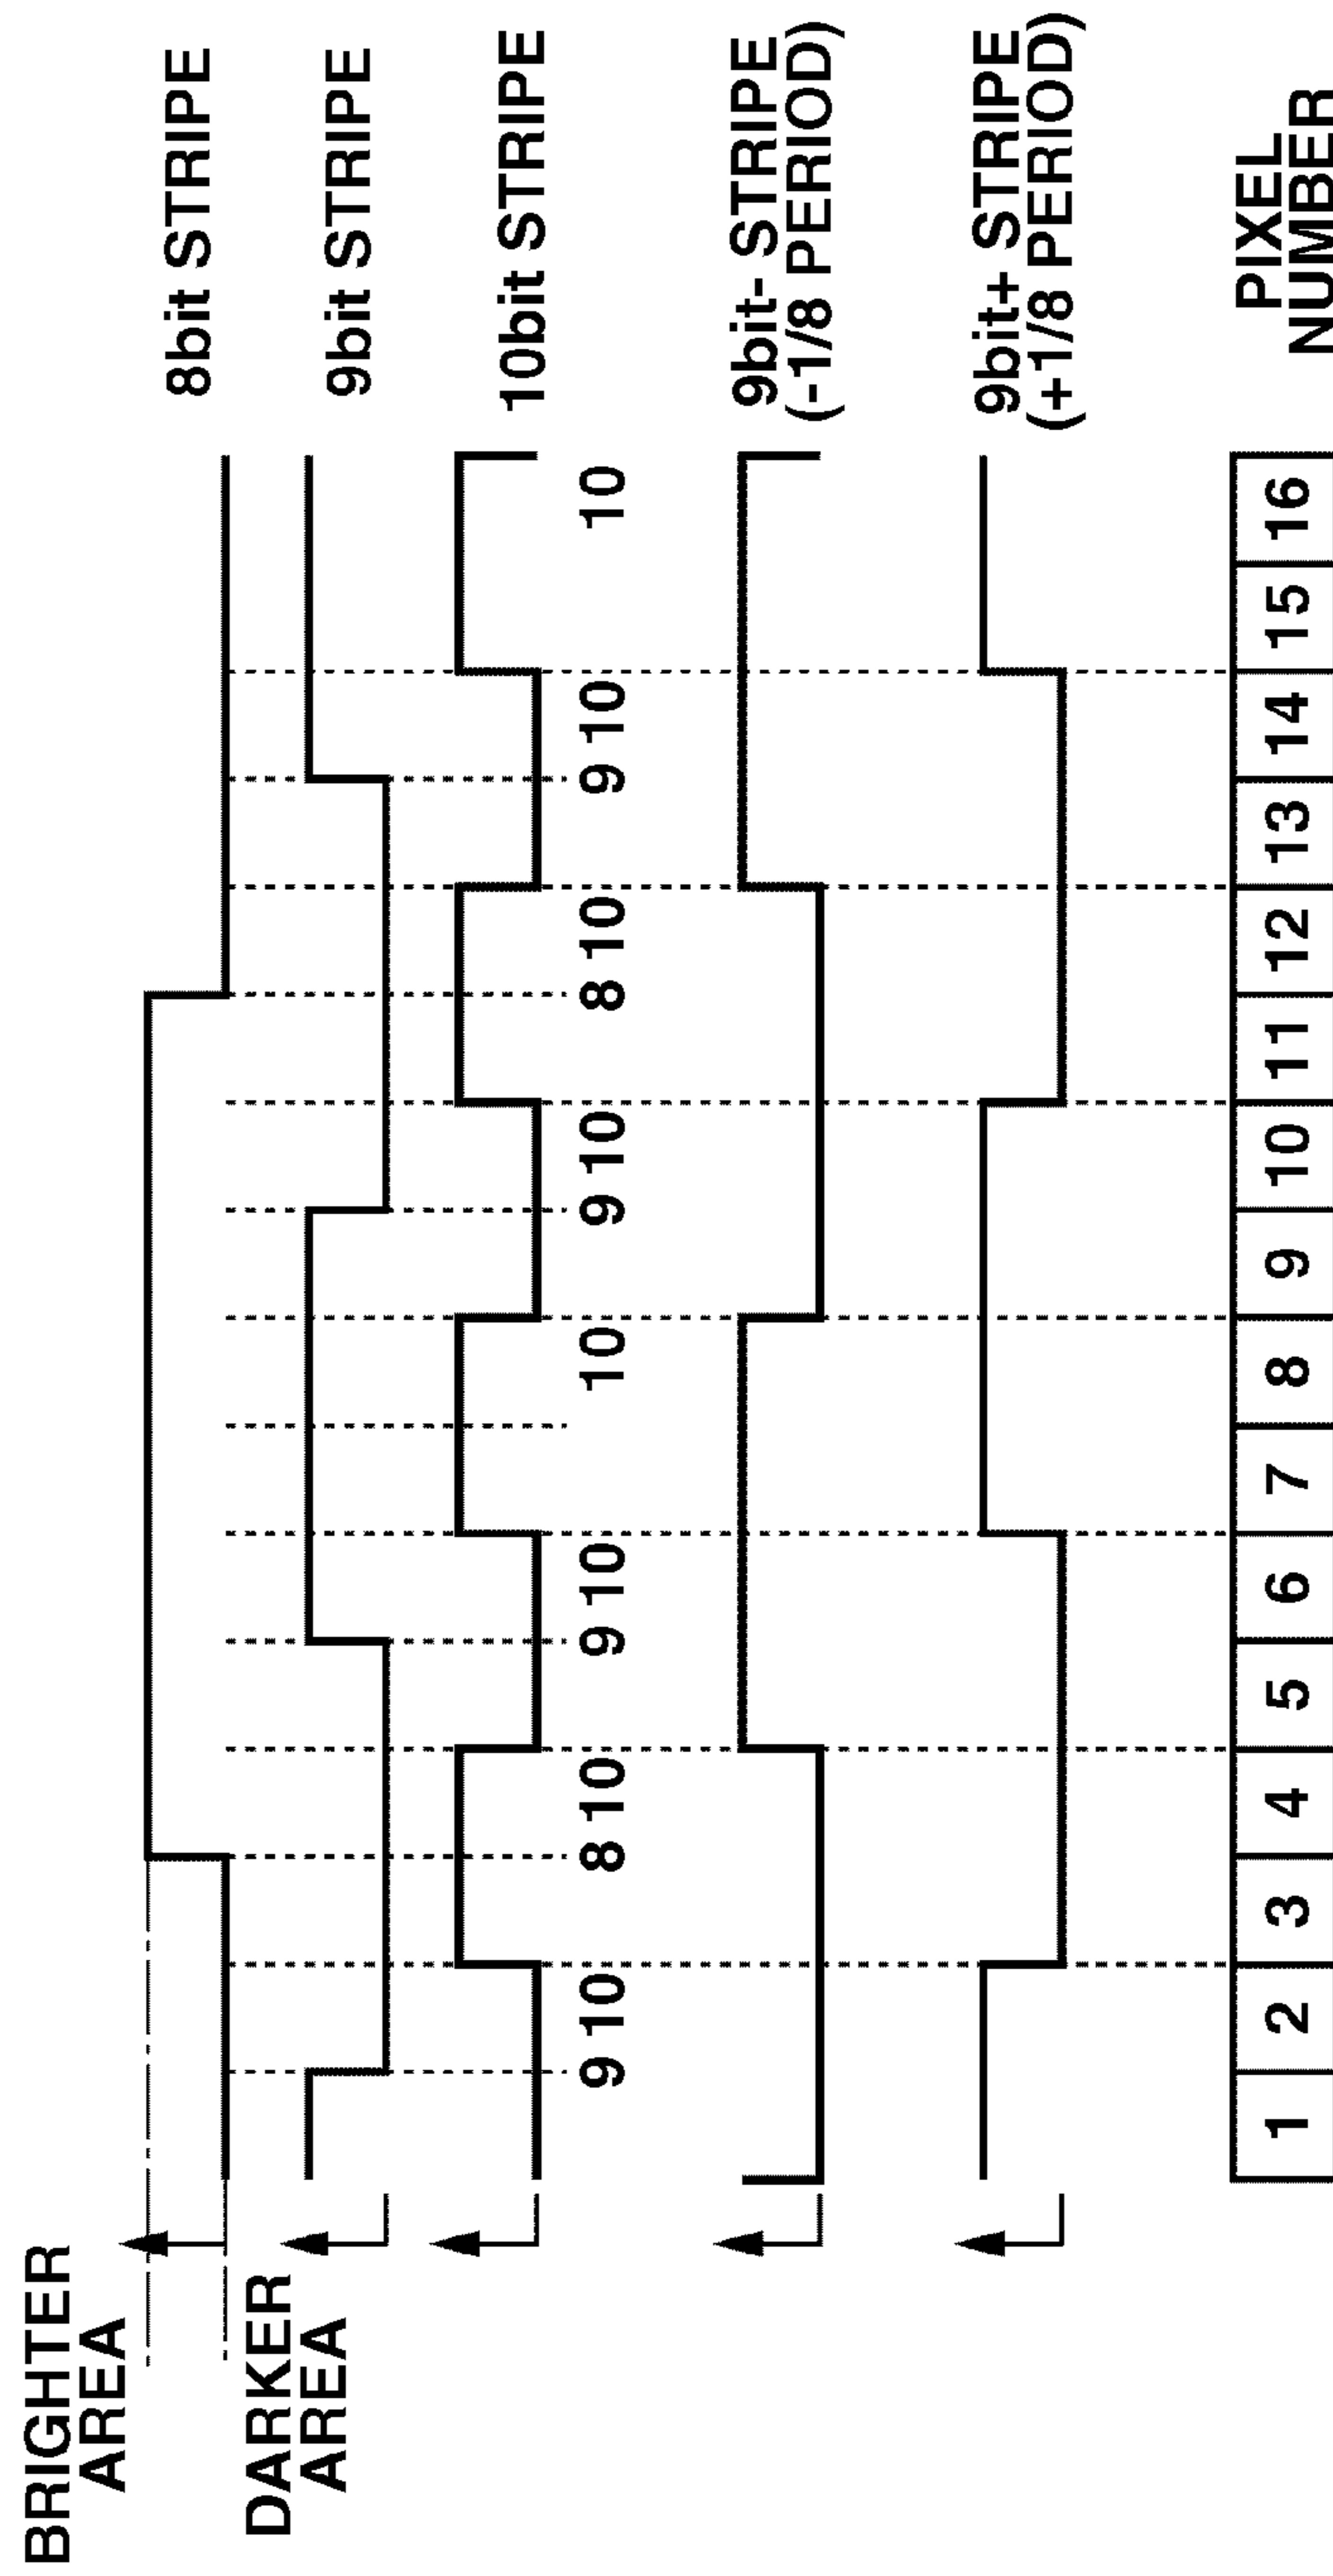 BRIGHTER
AREA
DARKER
AREA
8bit STRIPE
9bit STRIPE
10bit STRIPE
9 10 8 10 9 10 10 9 10 8 10 9 10 10
9bit- STRIPE
(-1/8 PERIOD)
9bit+ STRIPE
(+1/8 PERIOD)
1 2 3 4 5 6 7 8 9 10 11 12 13 14 15 16
PIXEL
NUMBER